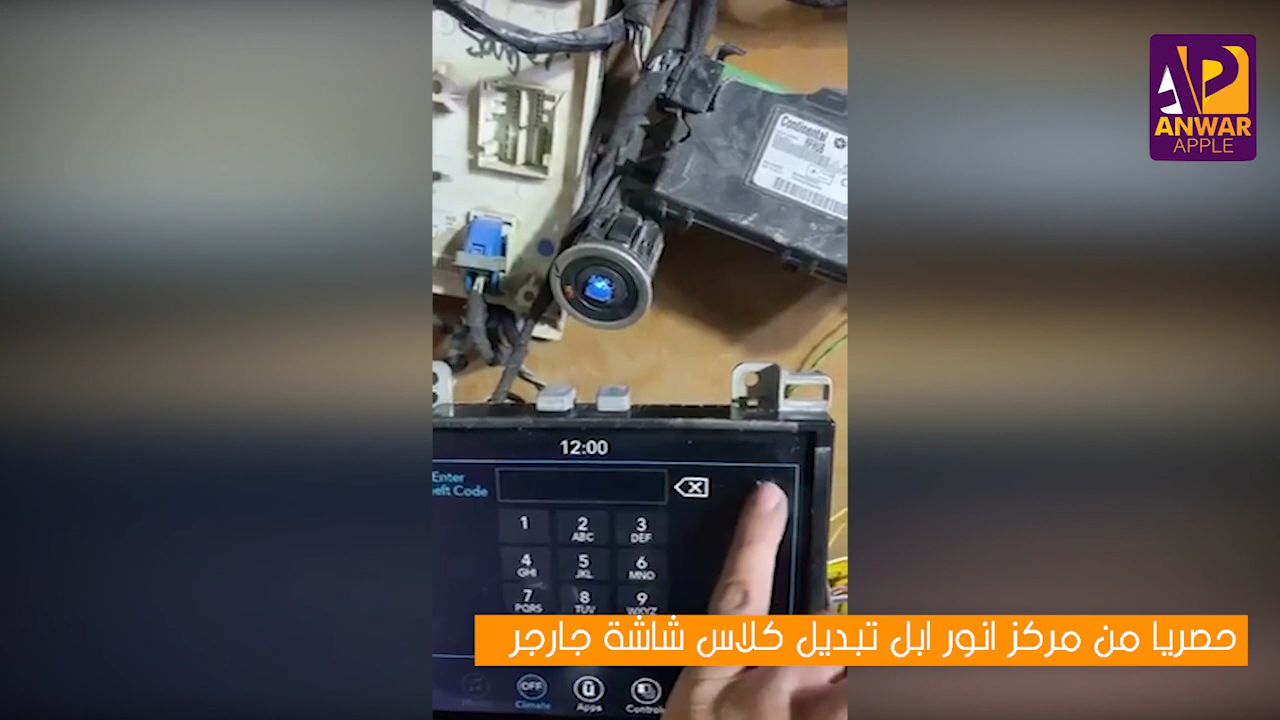 AP
ANWAR
APPLE
Continental
RFHUB
12:00
Enter
eft Code
1
2
ABC
3
DEF
4
GHI
5
JKL
6
MNO
7
PQRS
8
TUV
9
WXYZ
حصريا من مركز انور ابل تبديل كلاس شاشة جارجر
OFF
Climate
Apps
Controls